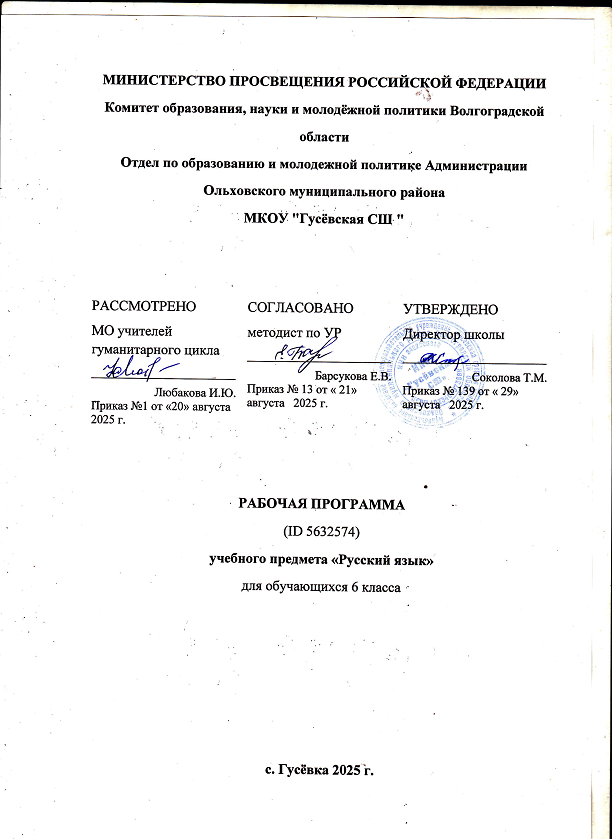 МИНИСТЕРСТВО ПРОСВЕЩЕНИЯ РОССИЙСКОЙ ФЕДЕРАЦИИ
Комитет образования, науки и молодёжной политики Волгоградской
области
Отдел по образованию и молодежной политике Администрации
Ольховского муниципального района
МКОУ "Гусёвская СШ "
РАССМОТРЕНО
МО учителей
гуманитарного цикла
Любакова И.Ю.
Приказ №1 от «20» августа
2025 г.
СОГЛАСОВАНО
методист по УР
Барсукова Е.В.
Приказ № 13 от « 21»
августа 2025 г.
УТВЕРЖДЕНО
Директор школы
Соколова Т.М.
Приказ № 139 от « 29»
августа 2025 г.
РАБОЧАЯ ПРОГРАММА
(ID 5632574)
учебного предмета «Русский язык»
для обучающихся 6 класса
с. Гусёвка 2025 г.